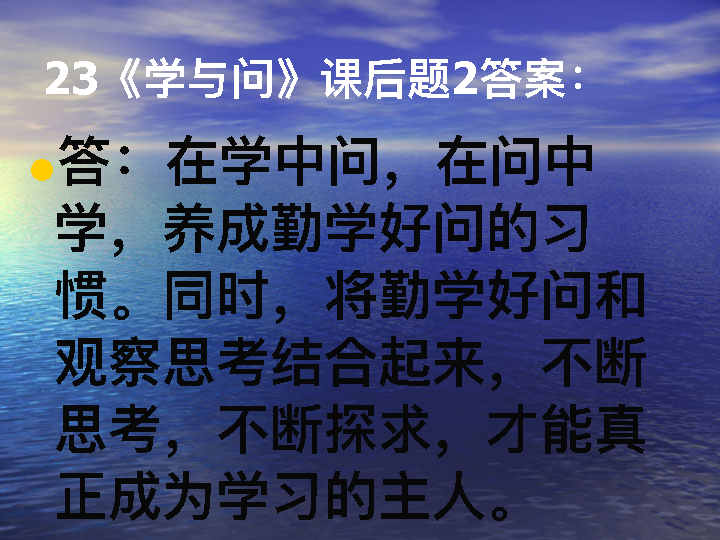 23《学与问》课后题2答案：
答：在学中问，在问中
学，养成勤学好问的习
惯。同时，将勤学好问和
观察思考结合起来，不断
思考，不断探求，才能真
正成为学习的主人。